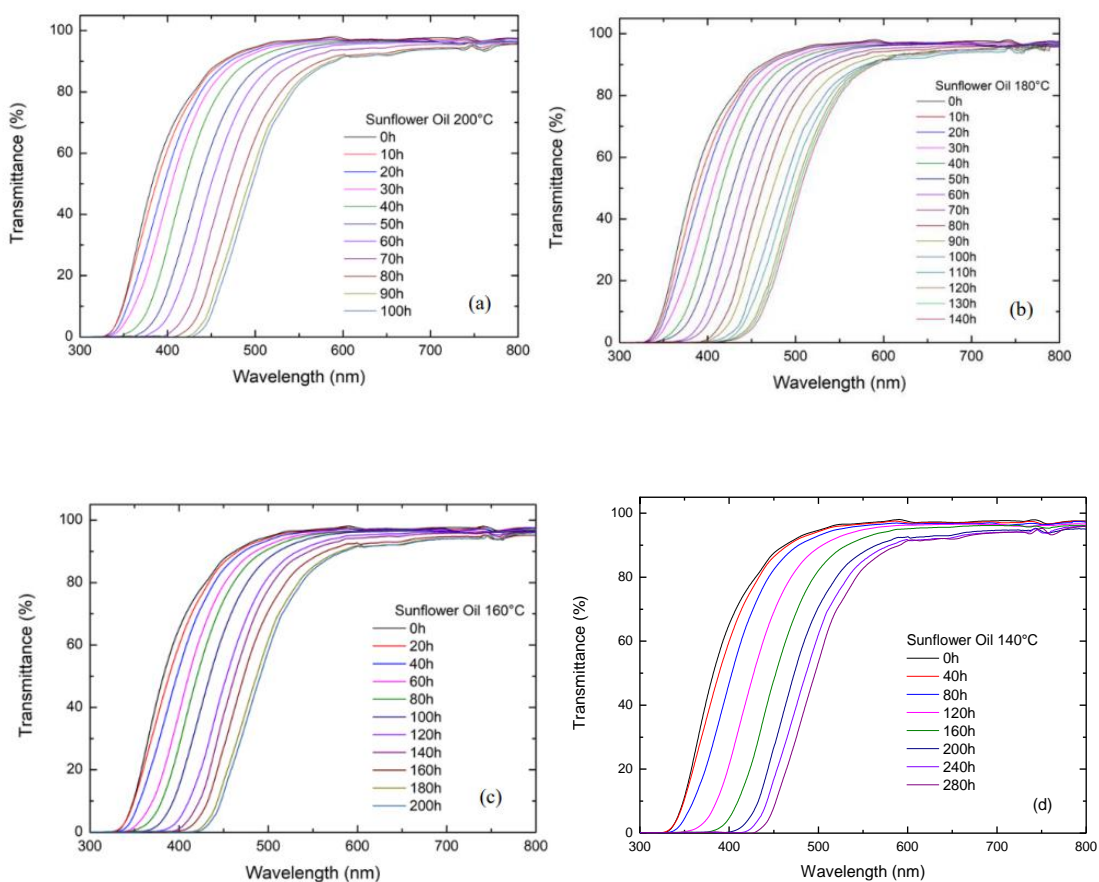 100
80
60
40
20
0
Transmittance (%)
Sunflower Oil 200°C
0h
10h
20h
30h
40h
50h
60h
70h
80h
90h
100h
(a)
300 400 500 600 700 800
Wavelength (nm)
100
80
60
40
20
0
Transmittance (%)
Sunflower Oil 180°C
0h
10h
20h
30h
40h
50h
60h
70h
80h
90h
100h
110h
120h
130h
140h
(b)
300 400 500 600 700 800
Wavelength (nm)
100
80
60
40
20
0
Transmittance (%)
Sunflower Oil 160°C
0h
20h
40h
60h
80h
100h
120h
140h
160h
180h
200h
(c)
300 400 500 600 700 800
Wavelength (nm)
100
80
60
40
20
0
Transmittance (%)
Sunflower Oil 140°C
0h
40h
80h
120h
160h
200h
240h
280h
(d)
300 400 500 600 700 800
Wavelength (nm)